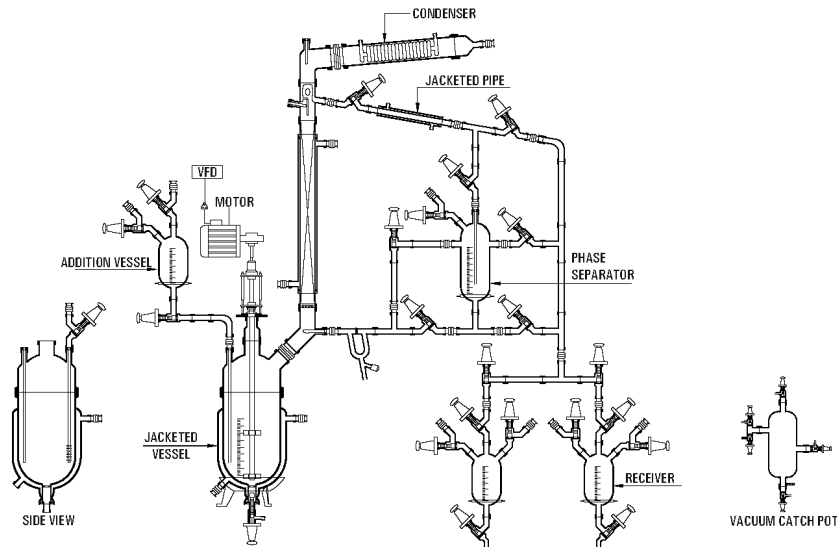 CONDENSER
JACKETED PIPE
VFD
MOTOR
ADDITION VESSEL
PHASE
SEPARATOR
JACKETED
VESSEL
RECEIVER
SIDE VIEW
VACUUM CATCH POT